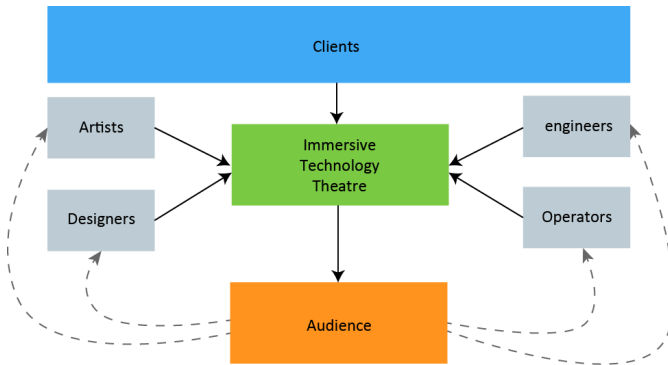 Clients
Artists
engineers
Immersive
Technology
Theatre
Designers
Operators
Audience